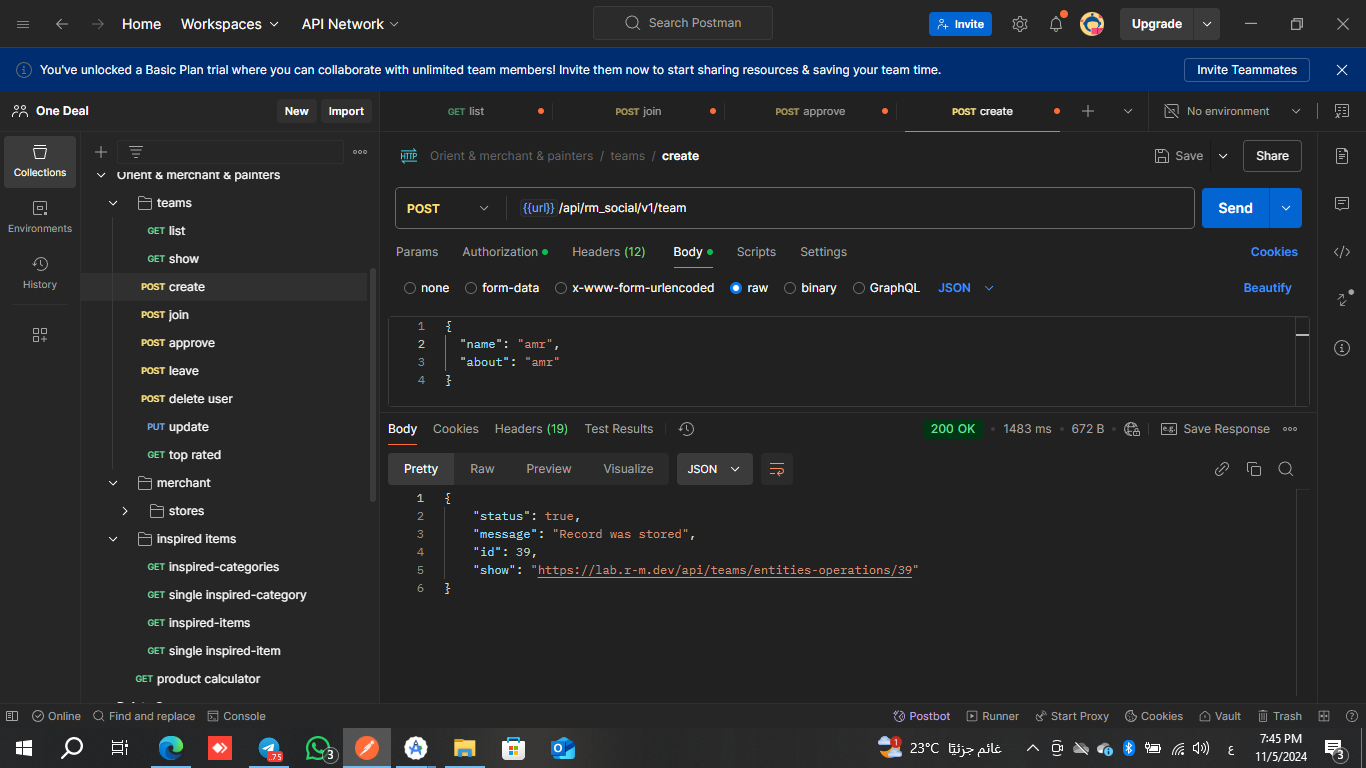 Home
Workspaces
API Network
Search Postman
Invite
Upgrade
You've unlocked a Basic Plan trial where you can collaborate with unlimited team members! Invite them now to start sharing resources & saving your team time.
Invite Teammates
One Deal
New
Import
GET list
POST join
POST approve
POST create
No environment
Collections
Environments
History
Orient & merchant & painters
teams
GET list
GET show
POST create
POST join
POST approve
POST leave
POST delete user
PUT update
GET top rated
merchant
stores
inspired items
GET inspired-categories
GET single inspired-category
GET inspired-items
GET single inspired-item
GET product calculator
HTTP
Orient & merchant & painters / teams / create
Save
Share
POST
{{url}} /api/rm_social/v1/team
Send
Params
Authorization
Headers (12)
Body
Scripts
Settings
Cookies
none
form-data
x-www-form-urlencoded
raw
binary
GraphQL
JSON
Beautify
1 {
2 "name": "amr",
3 "about": "amr"
4 }
Body
Cookies
Headers (19)
Test Results
200 OK
1483 ms
672 B
e.g.
Save Response
Pretty
Raw
Preview
Visualize
JSON
1 {
2 "status": true,
3 "message": "Record was stored",
4 "id": 39,
5 "show": "https://lab.r-m.dev/api/teams/entities-operations/39"
6 }
Online
Find and replace
Console
Postbot
Runner
Start Proxy
Cookies
Vault
Trash
.75
3
1
23°C
غائم جزئيًا
ع
7:45 PM
11/5/2024
3